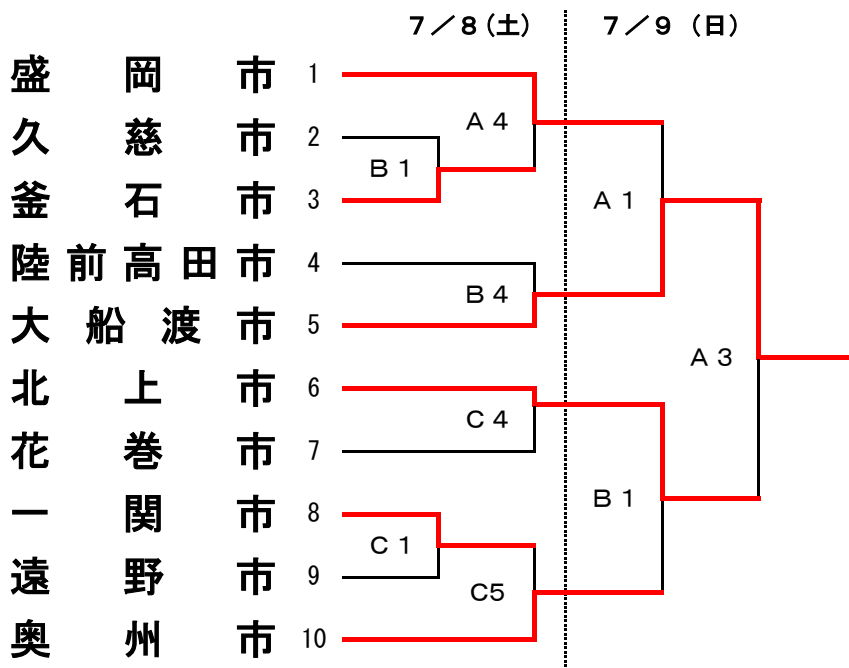 7／8（土） 7／9（日）
盛岡市 1
A4
久慈市 2
B1
釜石市 3
A1
陸前高田市 4
B4
大船渡市 5
A3
北上市 6
C4
花巻市 7
B1
一関市 8
C1
遠野市 9
C5
奥州市 10